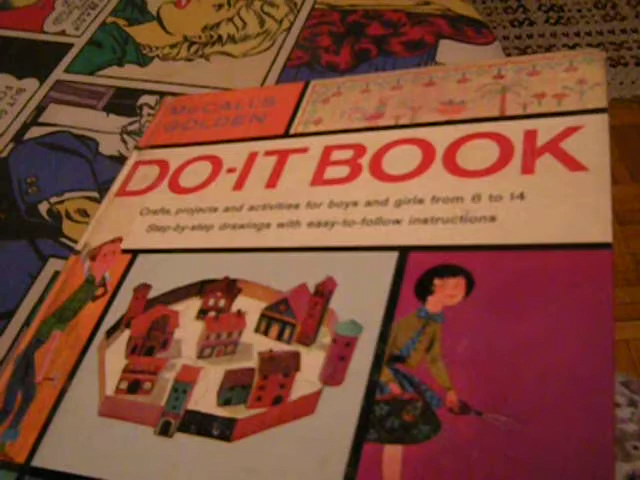 McCALL'S
GOLDEN
DO-IT BOOK
Crafts, projects and activities for boys and girls from 6 to 14
Step-by-step drawings with easy-to-follow instructions